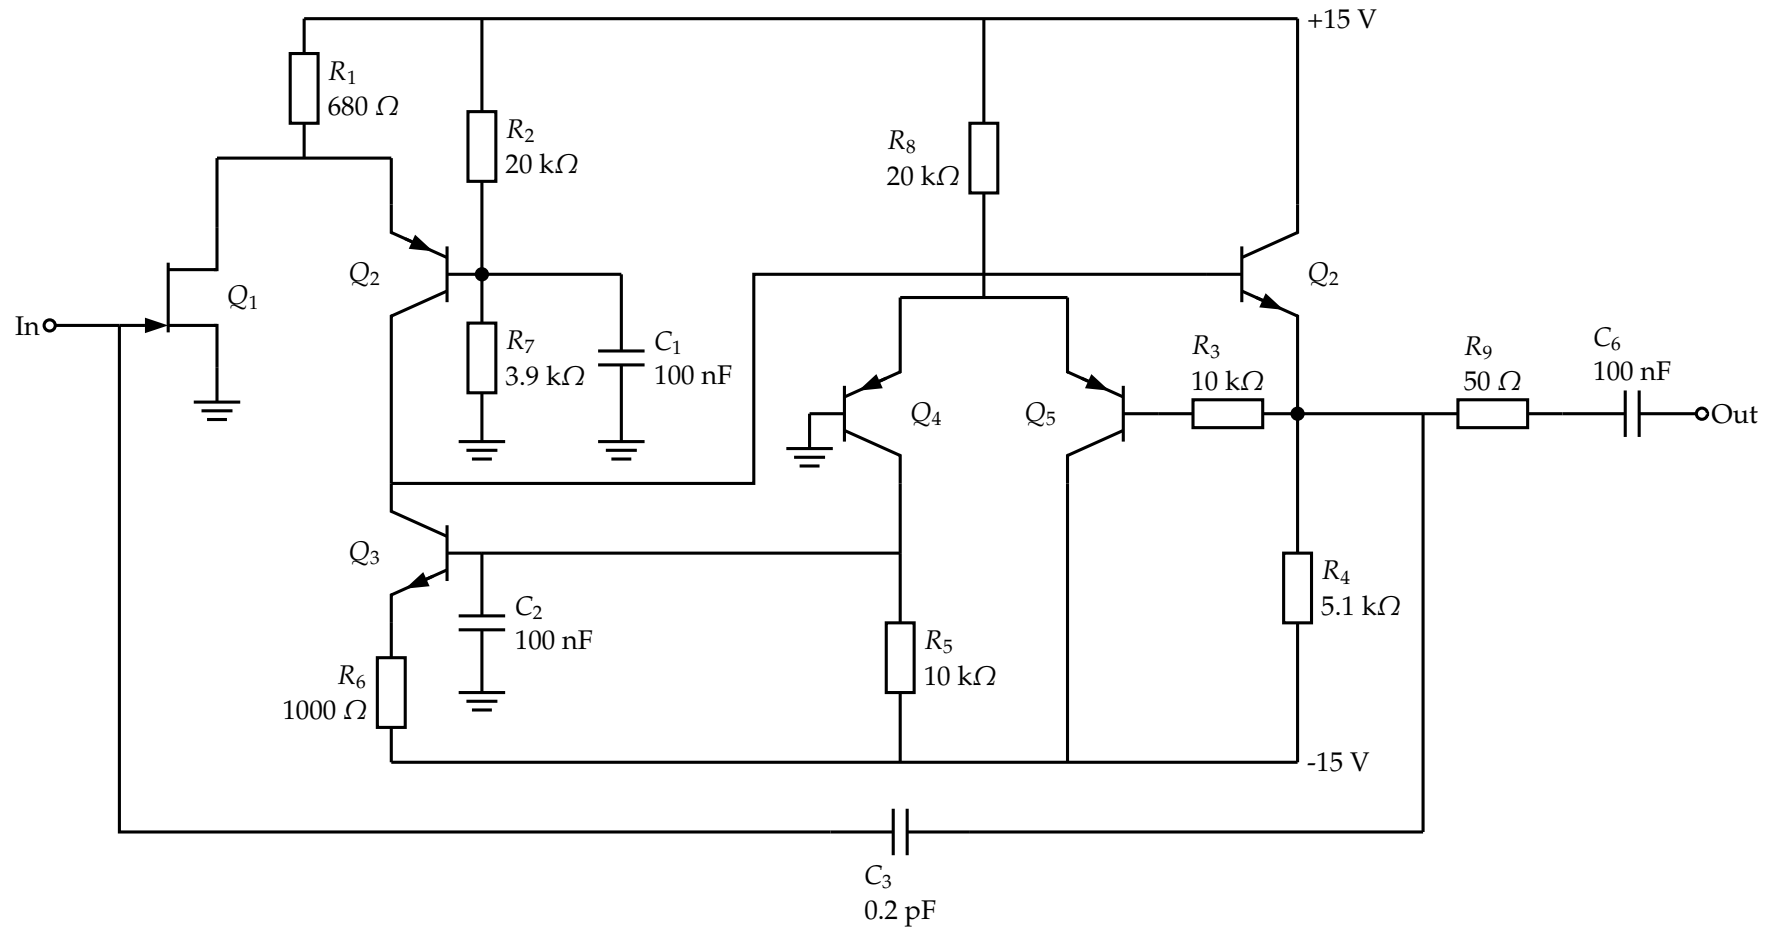 +15 V
R1
680 Ω
R2
20 kΩ
R8
20 kΩ
Q2
Q2
Q1
In
R7
3.9 kΩ
C1
100 nF
R3
10 kΩ
R9
50 Ω
C6
100 nF
Q4
Q5
Out
Q3
C2
100 nF
R4
5.1 kΩ
R5
10 kΩ
R6
1000 Ω
-15 V
C3
0.2 pF